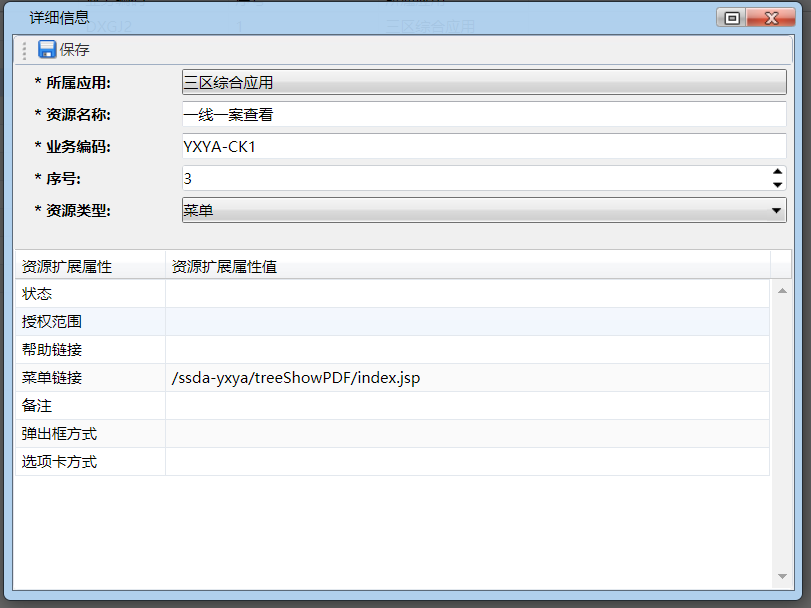 详细信息
保存
* 所属应用: 三区综合应用
* 资源名称: 一线一案查看
* 业务编码: YXYA-CK1
* 序号: 3
* 资源类型: 菜单
资源扩展属性 资源扩展属性值
状态
授权范围
帮助链接
菜单链接 /ssda-yxya/treeShowPDF/index.jsp
备注
弹出框方式
选项卡方式